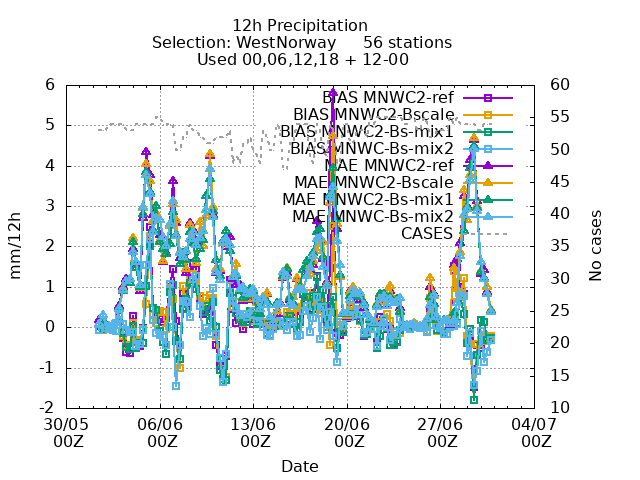 12h Precipitation
Selection: WestNorway 56 stations
Used 00,06,12,18 + 12-00
6 60
BIAS MNWC2-ref
BIAS MNWC2-Bscale
BIAS MNWC2-Bs-mix1
BIAS MNWC-Bs-mix2
MAE MNWC2-ref
MAE MNWC2-Bscale
MAE MNWC2-Bs-mix1
MAE MNWC-Bs-mix2
CASES
5 55
50
4 45
3 40
2 35
1 30
0 25
-1 20
-2 15
10
mm/12h
No cases
30/05 06/06 13/06 20/06 27/06 04/07
00Z 00Z 00Z 00Z 00Z 00Z
Date